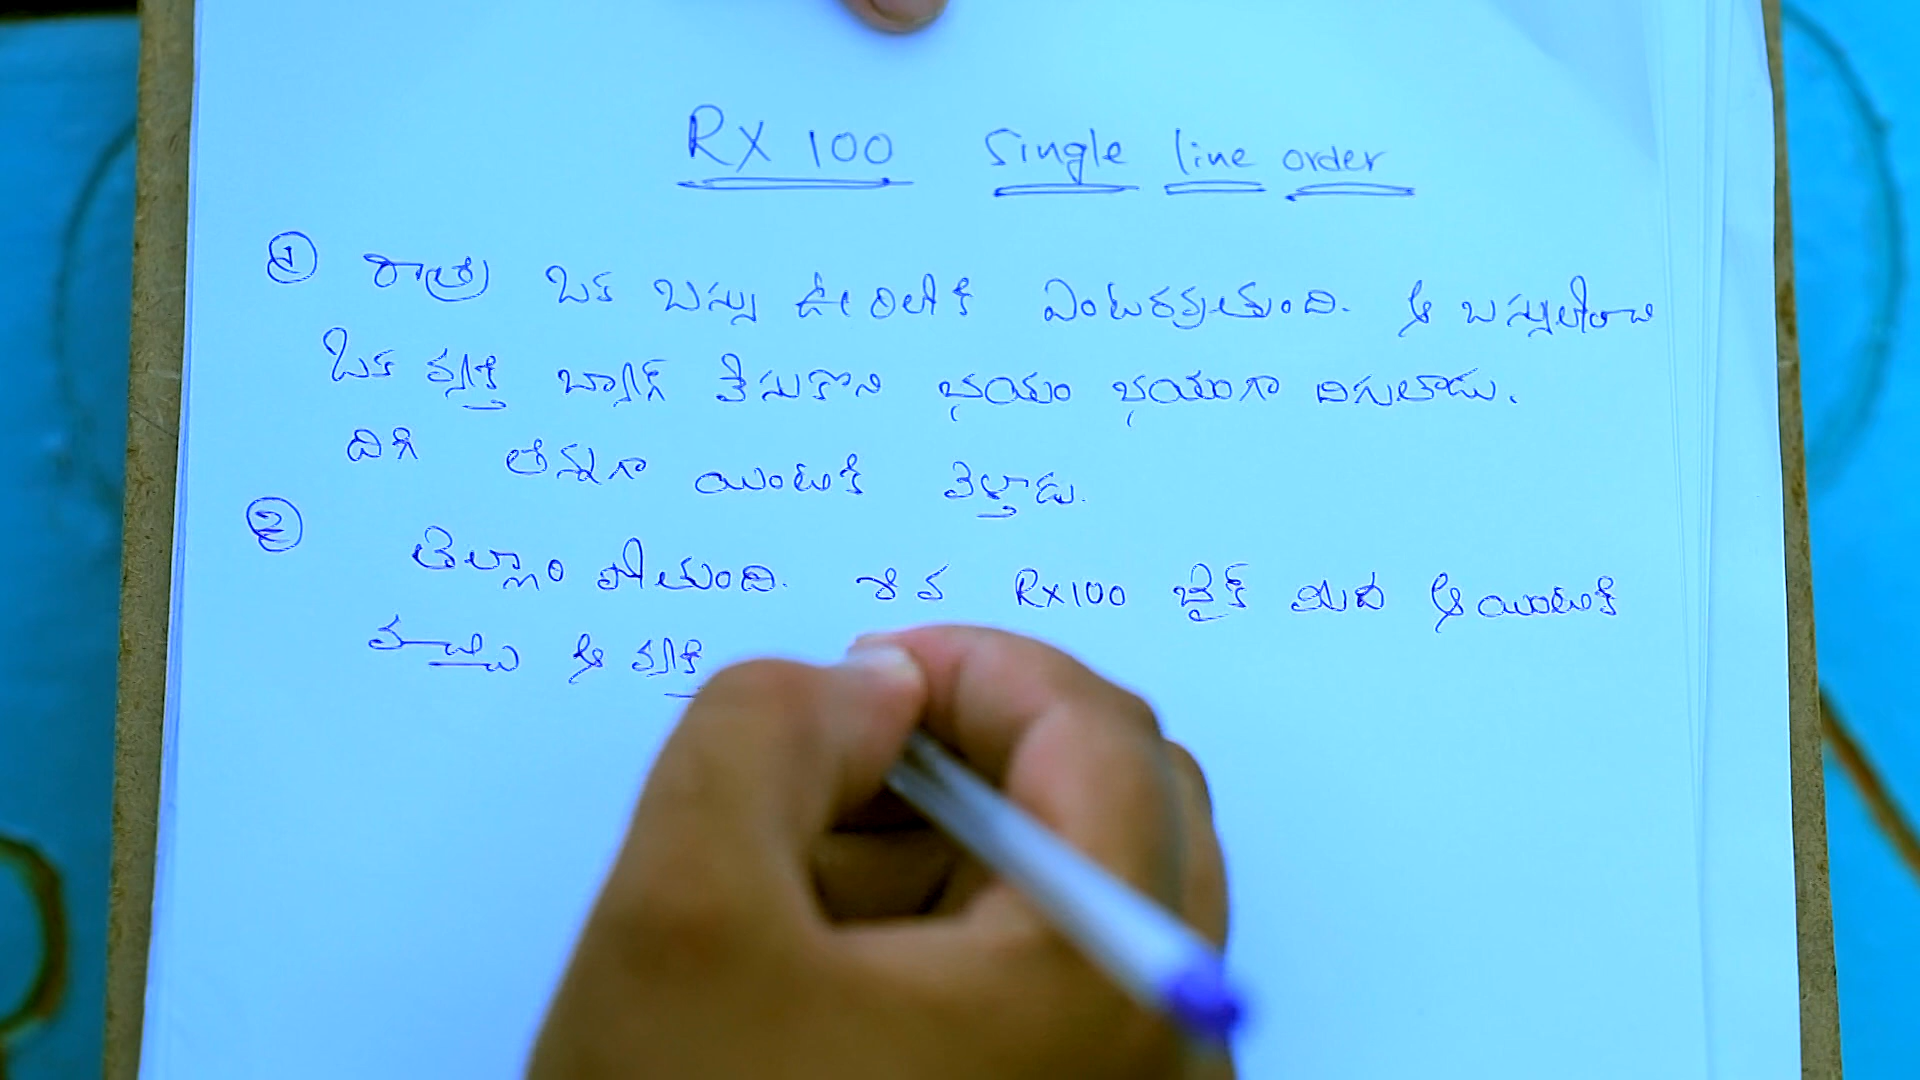 RX 100 Single line order
① రాత్రి ఒక బస్సు ఊరిలోకి ఎంటరవ్వుతుంది. ఆ బస్సులోంచి
ఒక వ్యక్తి బ్యాగ్ తీసుకొని భయం భయంగా దిగుతాడు.
దిగి తిన్నగా యింటికి వెళ్తాడు.
② తెల్లారి పోతుంది. శివ RX100 బైక్ మీద ఆ యింటికి
వచ్చి ఆ వ్యక్తి